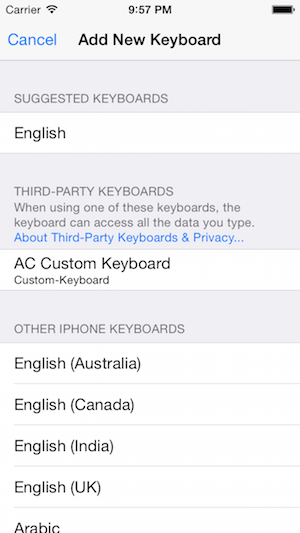 Carrier 9:57 PM
Cancel Add New Keyboard
SUGGESTED KEYBOARDS
English
THIRD-PARTY KEYBOARDS
When using one of these keyboards, the
keyboard can access all the data you type.
About Third-Party Keyboards & Privacy...
AC Custom Keyboard
Custom-Keyboard
OTHER IPHONE KEYBOARDS
English (Australia)
English (Canada)
English (India)
English (UK)
Arabic